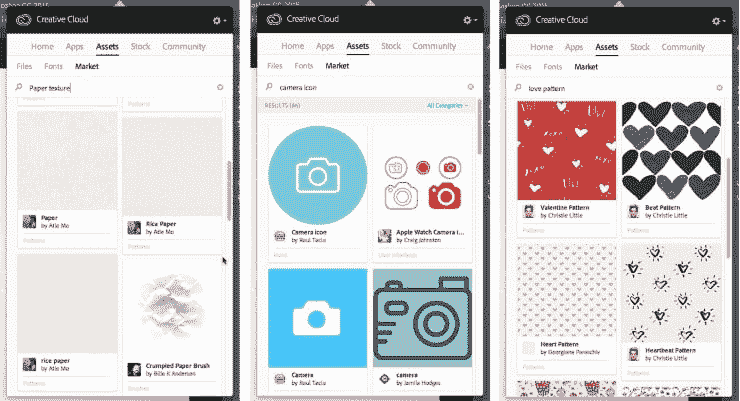 Creative Cloud
Home Apps Assets Stock Community
Files Fonts Market
Paper texture
Patterns
Patterns
Paper
by Atle Mo
Patterns
Rice Paper
by Atle Mo
Patterns
rice paper
by Atle Mo
Patterns
Crumpled Paper Brush
by Billie K Anderson
Brushes
Creative Cloud
Home Apps Assets Stock Community
Files Fonts Market
camera icon
RESULTS
All Categories
Camera icon
by Raul Taciu
Icons
Apple Watch Camera i...
by Craig Johnston
User Interfaces
Camera
by Raul Taciu
camera
by Jamila Hodges
Creative Cloud
Home Apps Assets Stock Community
Files Fonts Market
love pattern
Valentine Pattern
by Christie Little
Patterns
Beat Pattern
by Christie Little
Patterns
Heart Pattern
by Georgiana Paraschiv
Patterns
Heartbeat Pattern
by Christie Little
Patterns